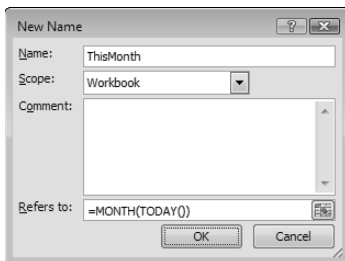 New Name
Name: ThisMonth
Scope: Workbook
Comment:
Refers to: =MONTH(TODAY())
OK Cancel